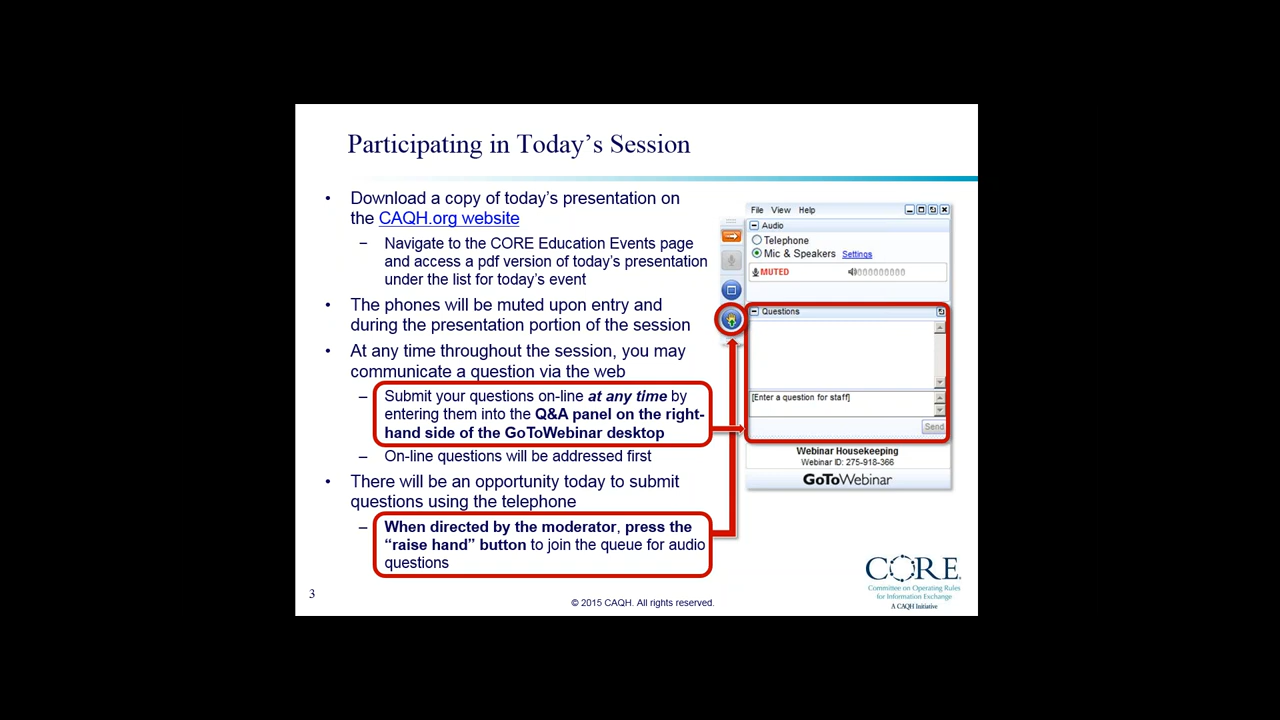 Participating in Today's Session
• Download a copy of today's presentation on
the CAQH.org website
– Navigate to the CORE Education Events page
and access a pdf version of today's presentation
under the list for today's event
• The phones will be muted upon entry and
during the presentation portion of the session
• At any time throughout the session, you may
communicate a question via the web
– Submit your questions on-line at any time by
entering them into the Q&A panel on the right-
hand side of the GoToWebinar desktop
– On-line questions will be addressed first
• There will be an opportunity today to submit
questions using the telephone
– When directed by the moderator, press the
“raise hand” button to join the queue for audio
questions
File View Help
Audio
Telephone
Mic & Speakers Settings
MUTED
Questions
[Enter a question for staff]
Send
Webinar Housekeeping
Webinar ID: 275-918-366
GoToWebinar
3
© 2015 CAQH. All rights reserved.
CORE.
Committee on Operating Rules
for Information Exchange
A CAQH Initiative